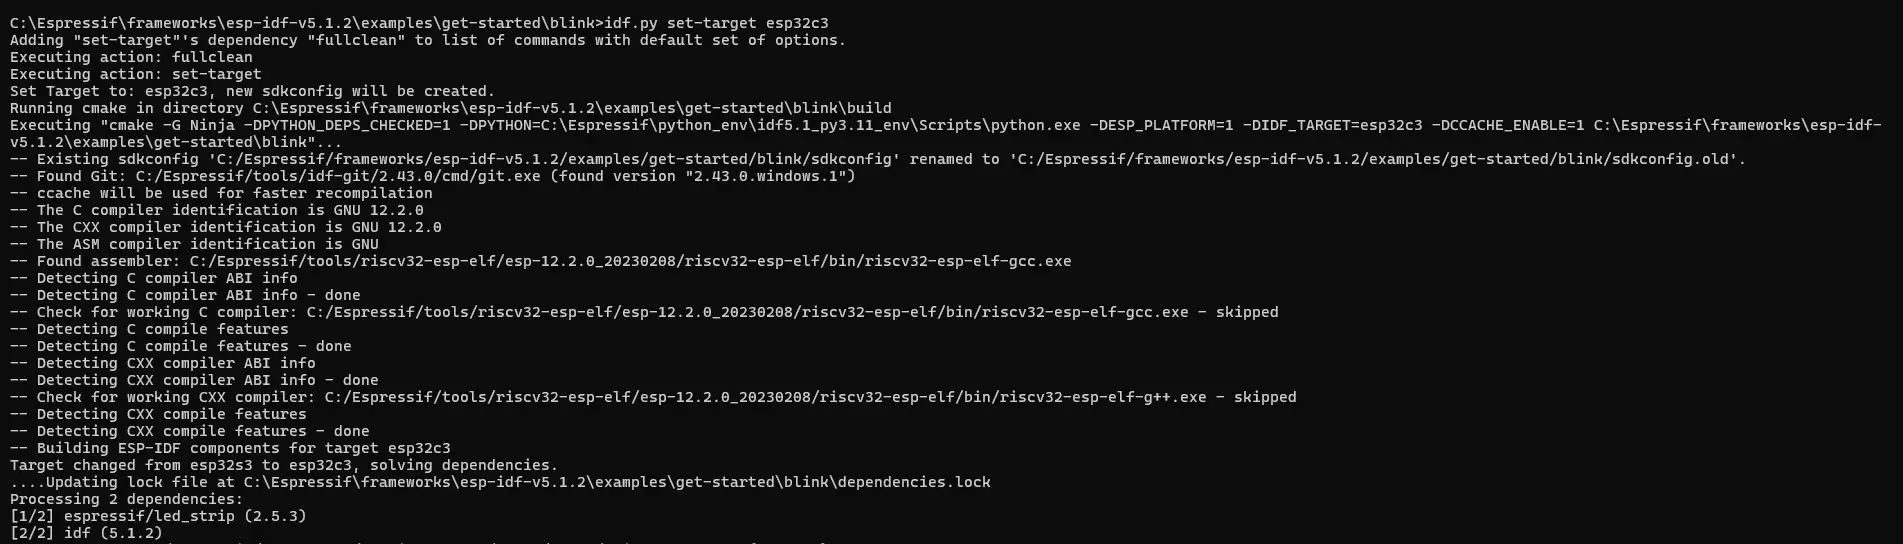 C:\Espressif\frameworks\esp-idf-v5.1.2\examples\get-started\blink>idf.py set-target esp32c3
Adding "set-target"'s dependency "fullclean" to list of commands with default set of options.
Executing action: fullclean
Executing action: set-target
Set Target to: esp32c3, new sdkconfig will be created.
Running cmake in directory C:\Espressif\frameworks\esp-idf-v5.1.2\examples\get-started\blink\build
Executing "cmake -G Ninja -DPYTHON_DEPS_CHECKED=1 -DPYTHON=C:\Espressif\python_env\idf5.1_py3.11_env\Scripts\python.exe -DESP_PLATFORM=1 -DIDF_TARGET=esp32c3 -DCCACHE_ENABLE=1 C:\Espressif\frameworks\esp-idf-
v5.1.2\examples\get-started\blink"...
-- Existing sdkconfig 'C:/Espressif/frameworks/esp-idf-v5.1.2/examples/get-started/blink/sdkconfig' renamed to 'C:/Espressif/frameworks/esp-idf-v5.1.2/examples/get-started/blink/sdkconfig.old'.
-- Found Git: C:/Espressif/tools/idf-git/2.43.0/cmd/git.exe (found version "2.43.0.windows.1")
-- ccache will be used for faster recompilation
-- The C compiler identification is GNU 12.2.0
-- The CXX compiler identification is GNU 12.2.0
-- The ASM compiler identification is GNU
-- Found assembler: C:/Espressif/tools/riscv32-esp-elf/esp-12.2.0_20230208/riscv32-esp-elf/bin/riscv32-esp-elf-gcc.exe
-- Detecting C compiler ABI info
-- Detecting C compiler ABI info - done
-- Check for working C compiler: C:/Espressif/tools/riscv32-esp-elf/esp-12.2.0_20230208/riscv32-esp-elf/bin/riscv32-esp-elf-gcc.exe - skipped
-- Detecting C compile features
-- Detecting C compile features - done
-- Detecting CXX compiler ABI info
-- Detecting CXX compiler ABI info - done
-- Check for working CXX compiler: C:/Espressif/tools/riscv32-esp-elf/esp-12.2.0_20230208/riscv32-esp-elf/bin/riscv32-esp-elf-g++.exe - skipped
-- Detecting CXX compile features
-- Detecting CXX compile features - done
-- Building ESP-IDF components for target esp32c3
Target changed from esp32s3 to esp32c3, solving dependencies.
....Updating lock file at C:\Espressif\frameworks\esp-idf-v5.1.2\examples\get-started\blink\dependencies.lock
Processing 2 dependencies:
[1/2] espressif/led_strip (2.5.3)
[2/2] idf (5.1.2)